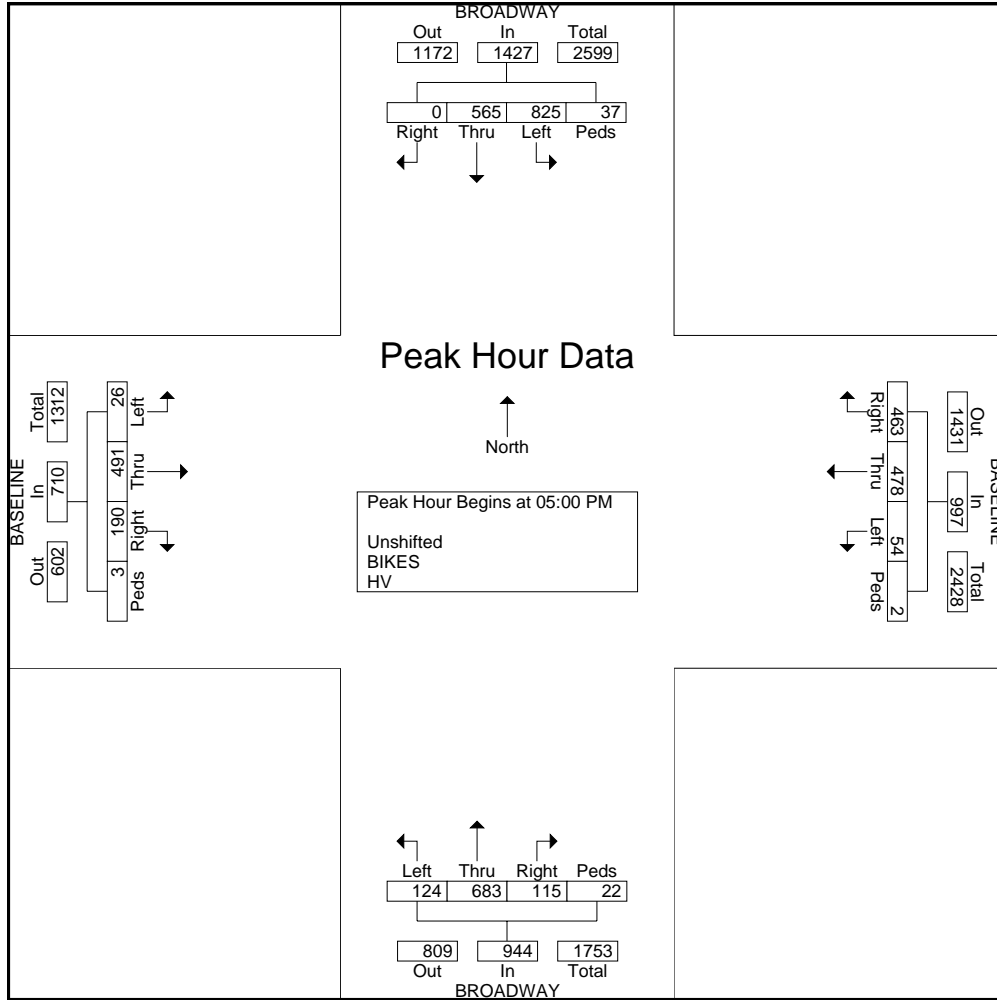 BROADWAY
Out In Total
1172 1427 2599
0 565 825 37
Right Thru Left Peds
Peak Hour Data
North
Peak Hour Begins at 05:00 PM
Unshifted
BIKES
HV
BASELINE
Total In Out
1312 710 602
26 491 190 3
Left Thru Right Peds
BASELINE
Out In Total
1431 997 2428
463 478 54 2
Right Thru Left Peds
Left Thru Right Peds
124 683 115 22
809 944 1753
Out In Total
BROADWAY